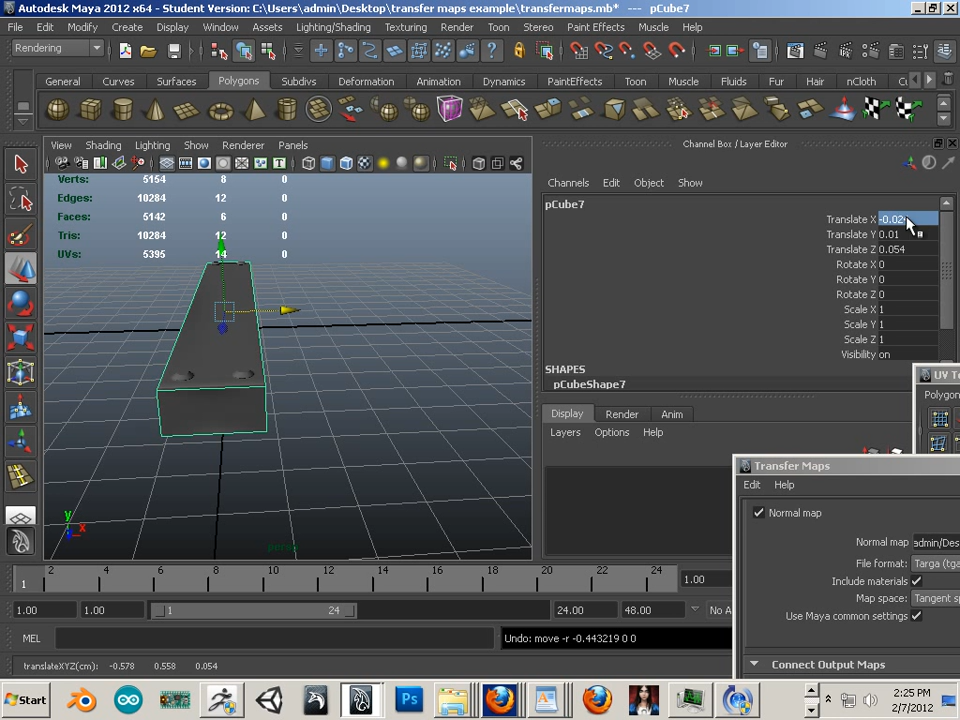 Autodesk Maya 2012 x64 - Student Version: C:\Users\admin\Desktop\transfer maps example\transfermaps.mb* --- pCube7
File Edit Modify Create Display Window Assets Lighting/Shading Texturing Render Toon Stereo Paint Effects Muscle Help
Rendering
General Curves Surfaces Polygons Subdivs Deformation Animation Dynamics PaintEffects Toon Muscle Fluids Fur Hair nCloth
View Shading Lighting Show Renderer Panels
Channel Box / Layer Editor
Channels Edit Object Show
Verts: 5154 8 0
Edges: 10284 12 0
Faces: 5142 6 0
Tris: 10284 12 0
UVs: 5395 14 0
pCube7
Translate X -0.02
Translate Y 0.01
Translate Z 0.054
Rotate X 0
Rotate Y 0
Rotate Z 0
Scale X 1
Scale Y 1
Scale Z 1
Visibility on
SHAPES
pCubeShape7
UV Te
Polygon
Display Render Anim
Layers Options Help
Transfer Maps
Edit Help
Normal map
Normal map admin/Des
File format: Targa (tga
Include materials
Map space: Tangent sp
Use Maya common settings
Connect Output Maps
y
x
z
persp
2 4 6 8 10 12 14 16 18 20 22 24
1
1.00
1.00 1.00 1 24 24.00 48.00 No A
MEL
Undo: move -r -0.443219 0 0
translateXYZ(cm): -0.578 0.558 0.054
Start
Ps
2:25 PM
2/7/2012